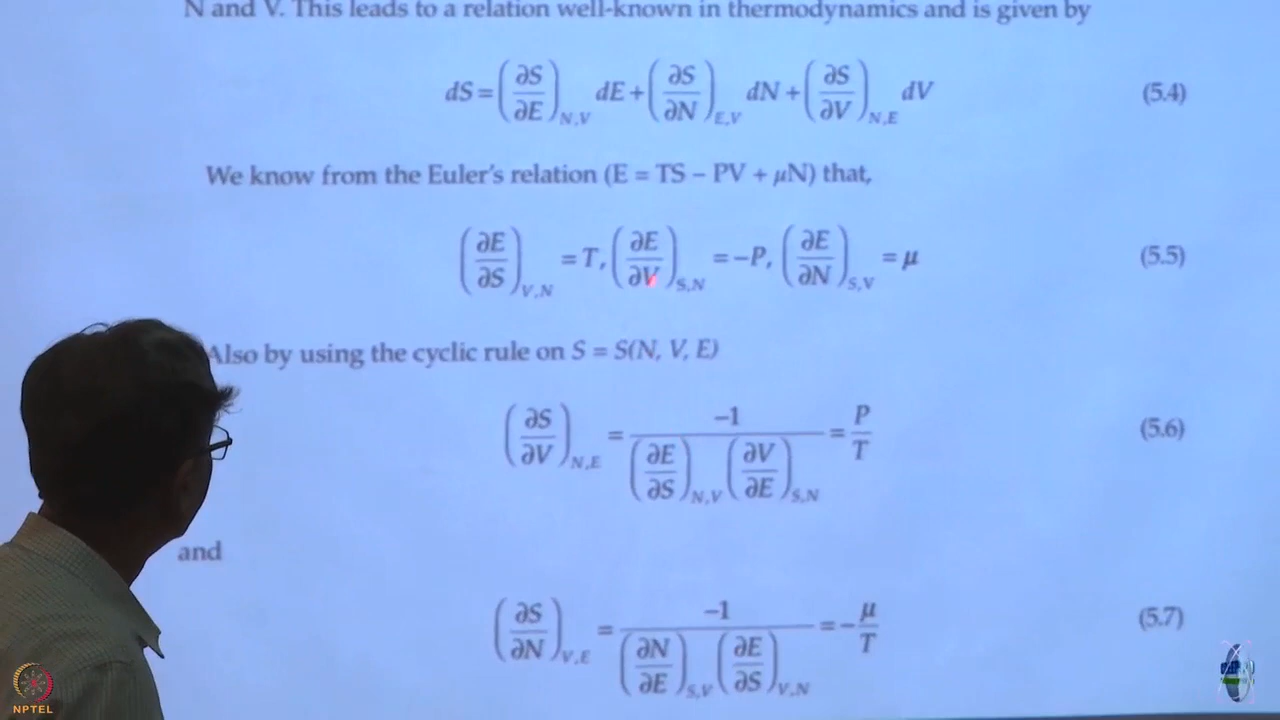 N and V. This leads to a relation well-known in thermodynamics and is given by
dS = (∂S/∂E)_{N,V} dE + (∂S/∂N)_{E,V} dN + (∂S/∂V)_{N,E} dV (5.4)
We know from the Euler's relation (E = TS – PV + μN) that,
(∂E/∂S)_{V,N} = T, (∂E/∂V)_{S,N} = –P, (∂E/∂N)_{S,V} = μ (5.5)
Also by using the cyclic rule on S = S(N, V, E)
(∂S/∂V)_{N,E} = –1 / (∂E/∂S)_{N,V} (∂V/∂E)_{S,N} = P/T (5.6)
and
(∂S/∂N)_{V,E} = –1 / (∂N/∂E)_{S,V} (∂E/∂S)_{V,N} = –μ/T (5.7)
NPTEL